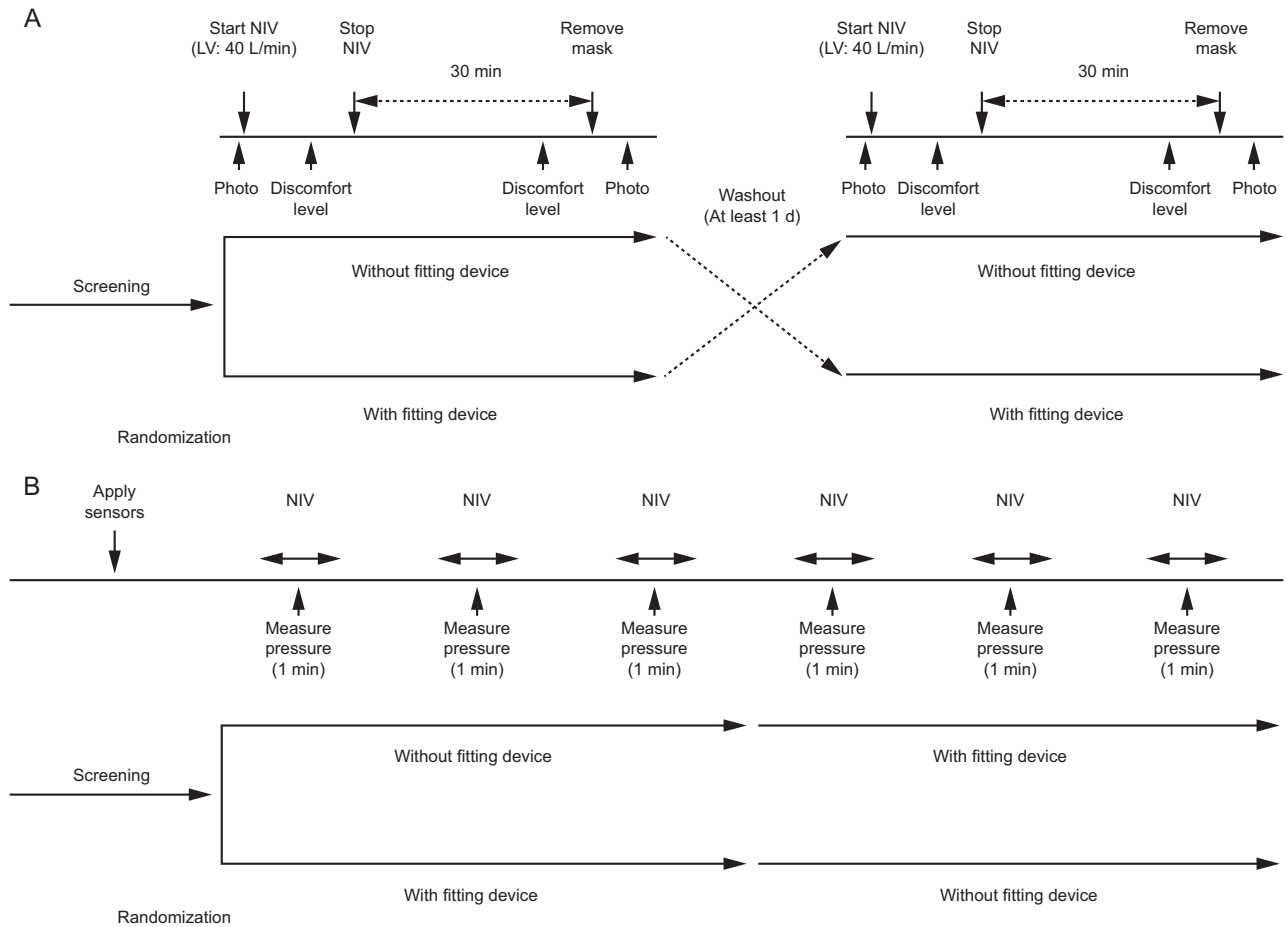 A
Start NIV
(LV: 40 L/min)
Stop
NIV
Remove
mask
30 min
Photo
Discomfort
level
Discomfort
level
Photo
Start NIV
(LV: 40 L/min)
Stop
NIV
Remove
mask
30 min
Photo
Discomfort
level
Discomfort
level
Photo
Washout
(At least 1 d)
Screening
Without fitting device
Without fitting device
With fitting device
With fitting device
Randomization
B
Apply
sensors
NIV
NIV
NIV
NIV
NIV
NIV
Measure
pressure
(1 min)
Measure
pressure
(1 min)
Measure
pressure
(1 min)
Measure
pressure
(1 min)
Measure
pressure
(1 min)
Measure
pressure
(1 min)
Screening
Without fitting device
With fitting device
With fitting device
Without fitting device
Randomization